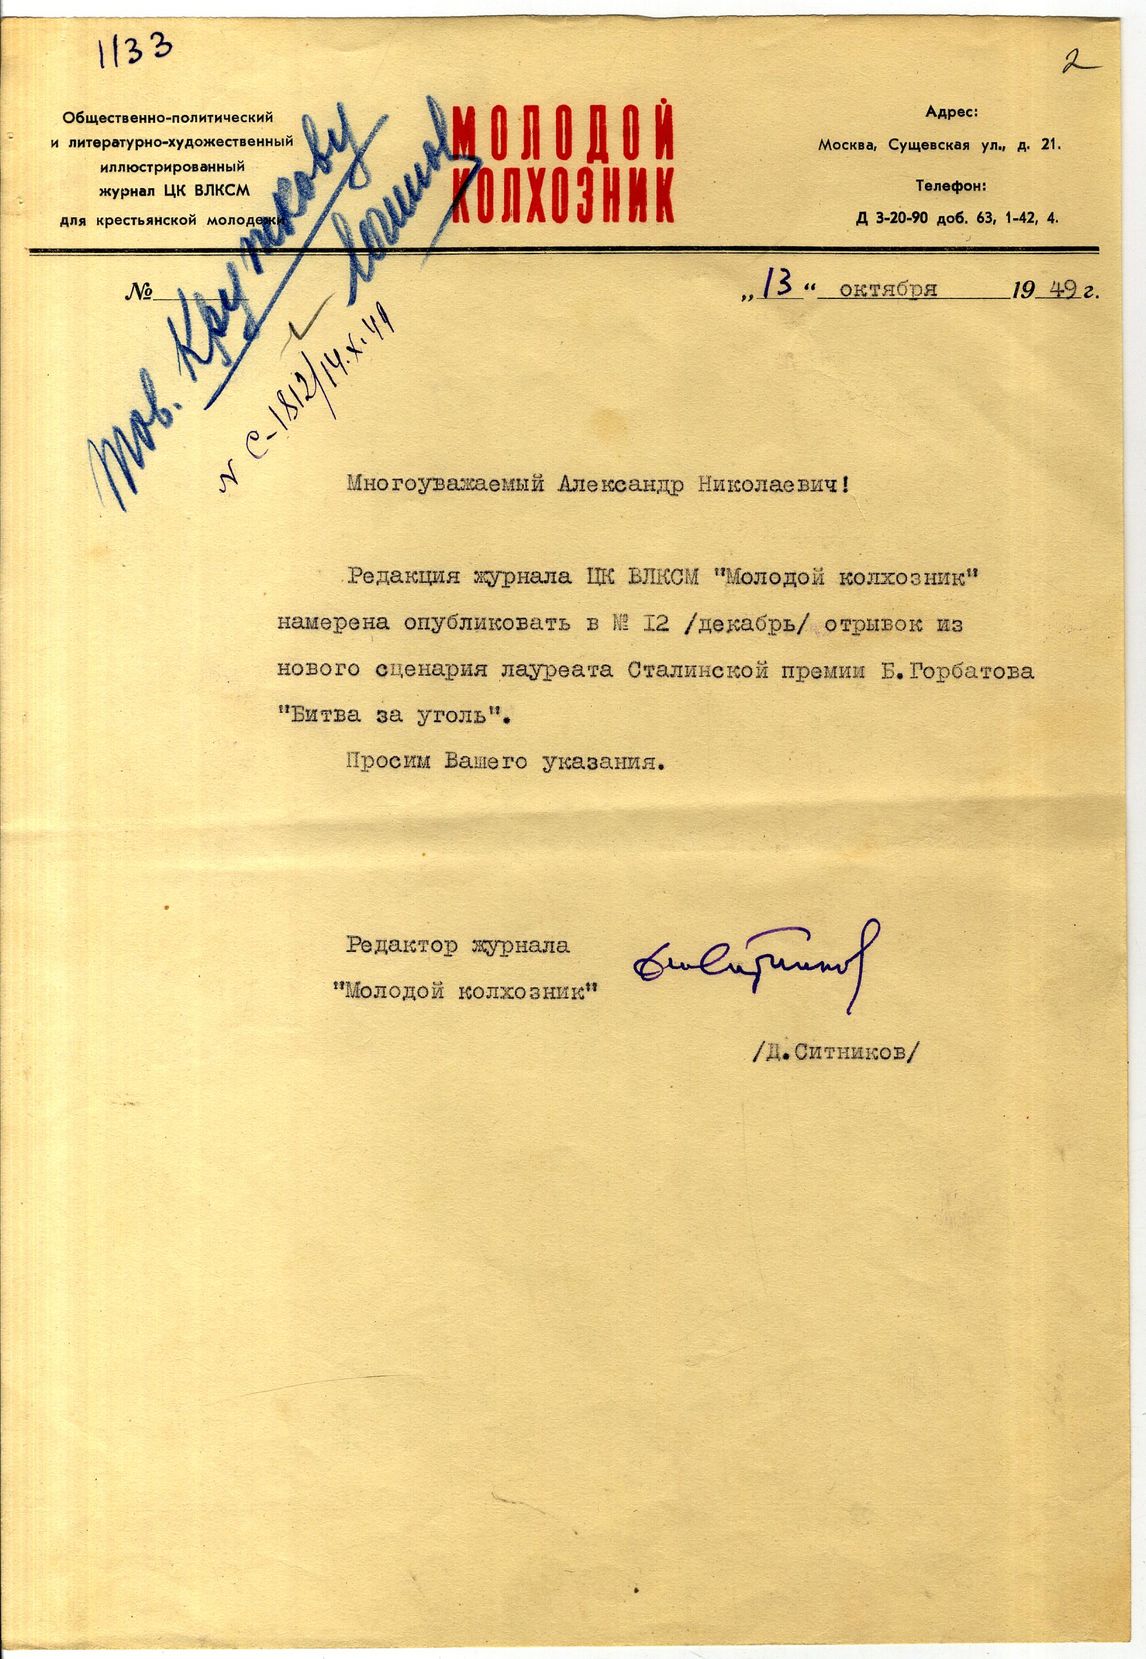 1133
2
Общественно-политический
и литературно-художественный
иллюстрированный
журнал ЦК ВЛКСМ
для крестьянской молодежи
МОЛОДОЙ
КОЛХОЗНИК
Адрес:
Москва, Сущевская ул., д. 21.
Телефон:
Д 3-20-90 доб. 63, 1-42, 4.
Тов. Крутикову
№ „13“ октября 1949 г.
N С-1812/14.X.49
Многоуважаемый Александр Николаевич!
Редакция журнала ЦК ВЛКСМ "Молодой колхозник"
намерена опубликовать в № 12 /декабрь/ отрывок из
нового сценария лауреата Сталинской премии Б.Горбатова
"Битва за уголь".
Просим Вашего указания.
Редактор журнала
"Молодой колхозник"
/Д.Ситников/